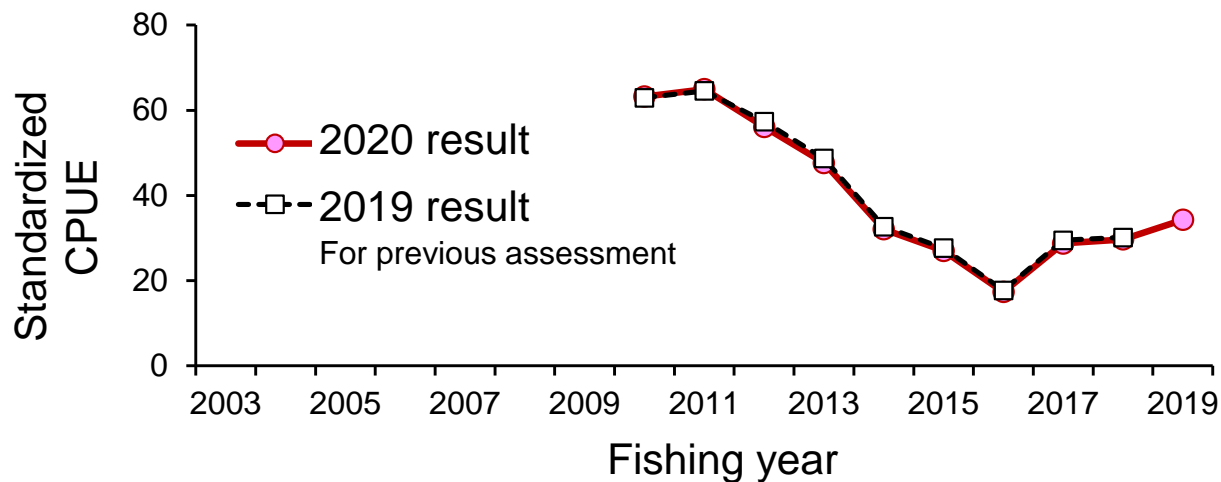 80
60
40
20
0
Standardized
CPUE
2020 result
2019 result
For previous assessment
2003 2005 2007 2009 2011 2013 2015 2017 2019
Fishing year